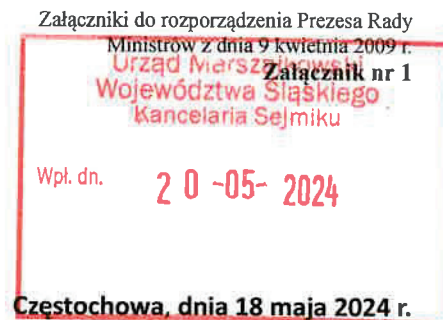 Załączniki do rozporządzenia Prezesa Rady
Ministrów z dnia 9 kwietnia 2009 r.
Urząd Marszałkowski
Załącznik nr 1
Województwa Śląskiego
Kancelaria Sejmiku
Wpł. dn. 20 -05- 2024
Częstochowa, dnia 18 maja 2024 r.